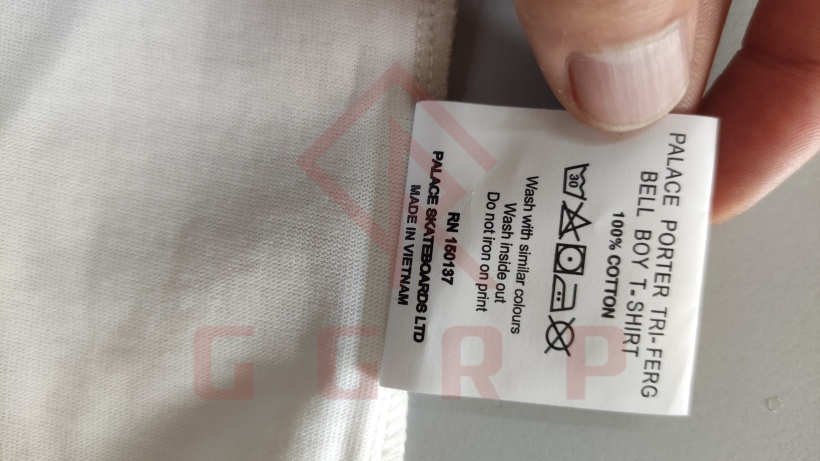 PALACE PORTER TRI-FERG
BELL BOY T-SHIRT
100% COTTON
30
Wash with similar colours
Wash inside out
Do not iron on print
RN 150137
PALACE SKATEBOARDS LTD
MADE IN VIETNAM
GGRP